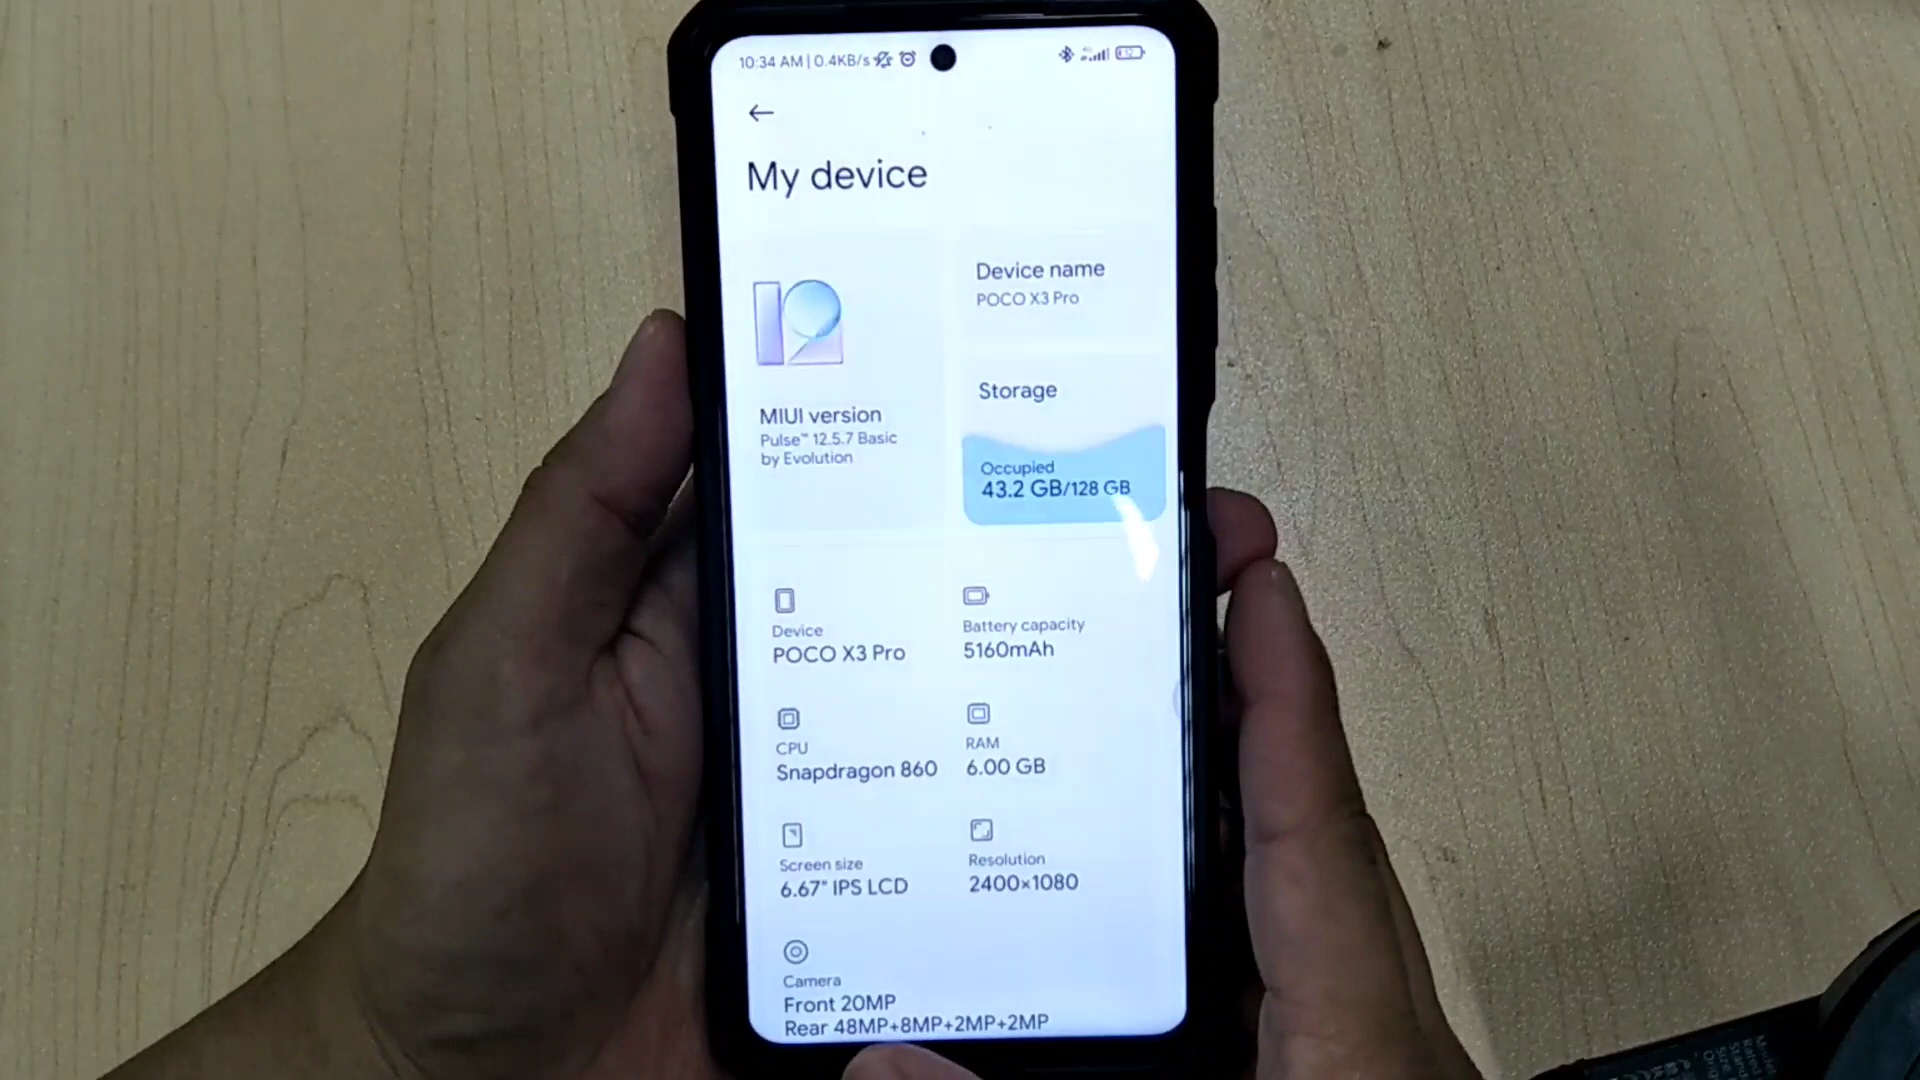 10:34 AM | 0.4KB/s
My device
Device name
POCO X3 Pro
MIUI version
Pulse™ 12.5.7 Basic
by Evolution
Storage
Occupied
43.2 GB/128 GB
Device
POCO X3 Pro
Battery capacity
5160mAh
CPU
Snapdragon 860
RAM
6.00 GB
Screen size
6.67" IPS LCD
Resolution
2400×1080
Camera
Front 20MP
Rear 48MP+8MP+2MP+2MP